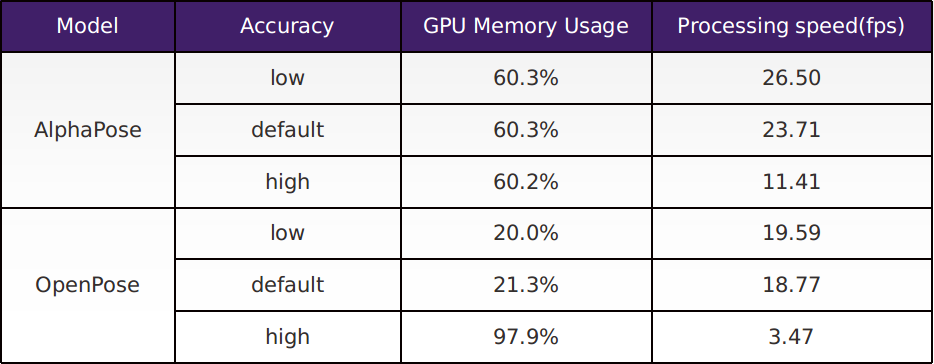 Model Accuracy GPU Memory Usage Processing speed(fps)
low 60.3% 26.50
AlphaPose default 60.3% 23.71
high 60.2% 11.41
low 20.0% 19.59
OpenPose default 21.3% 18.77
high 97.9% 3.47